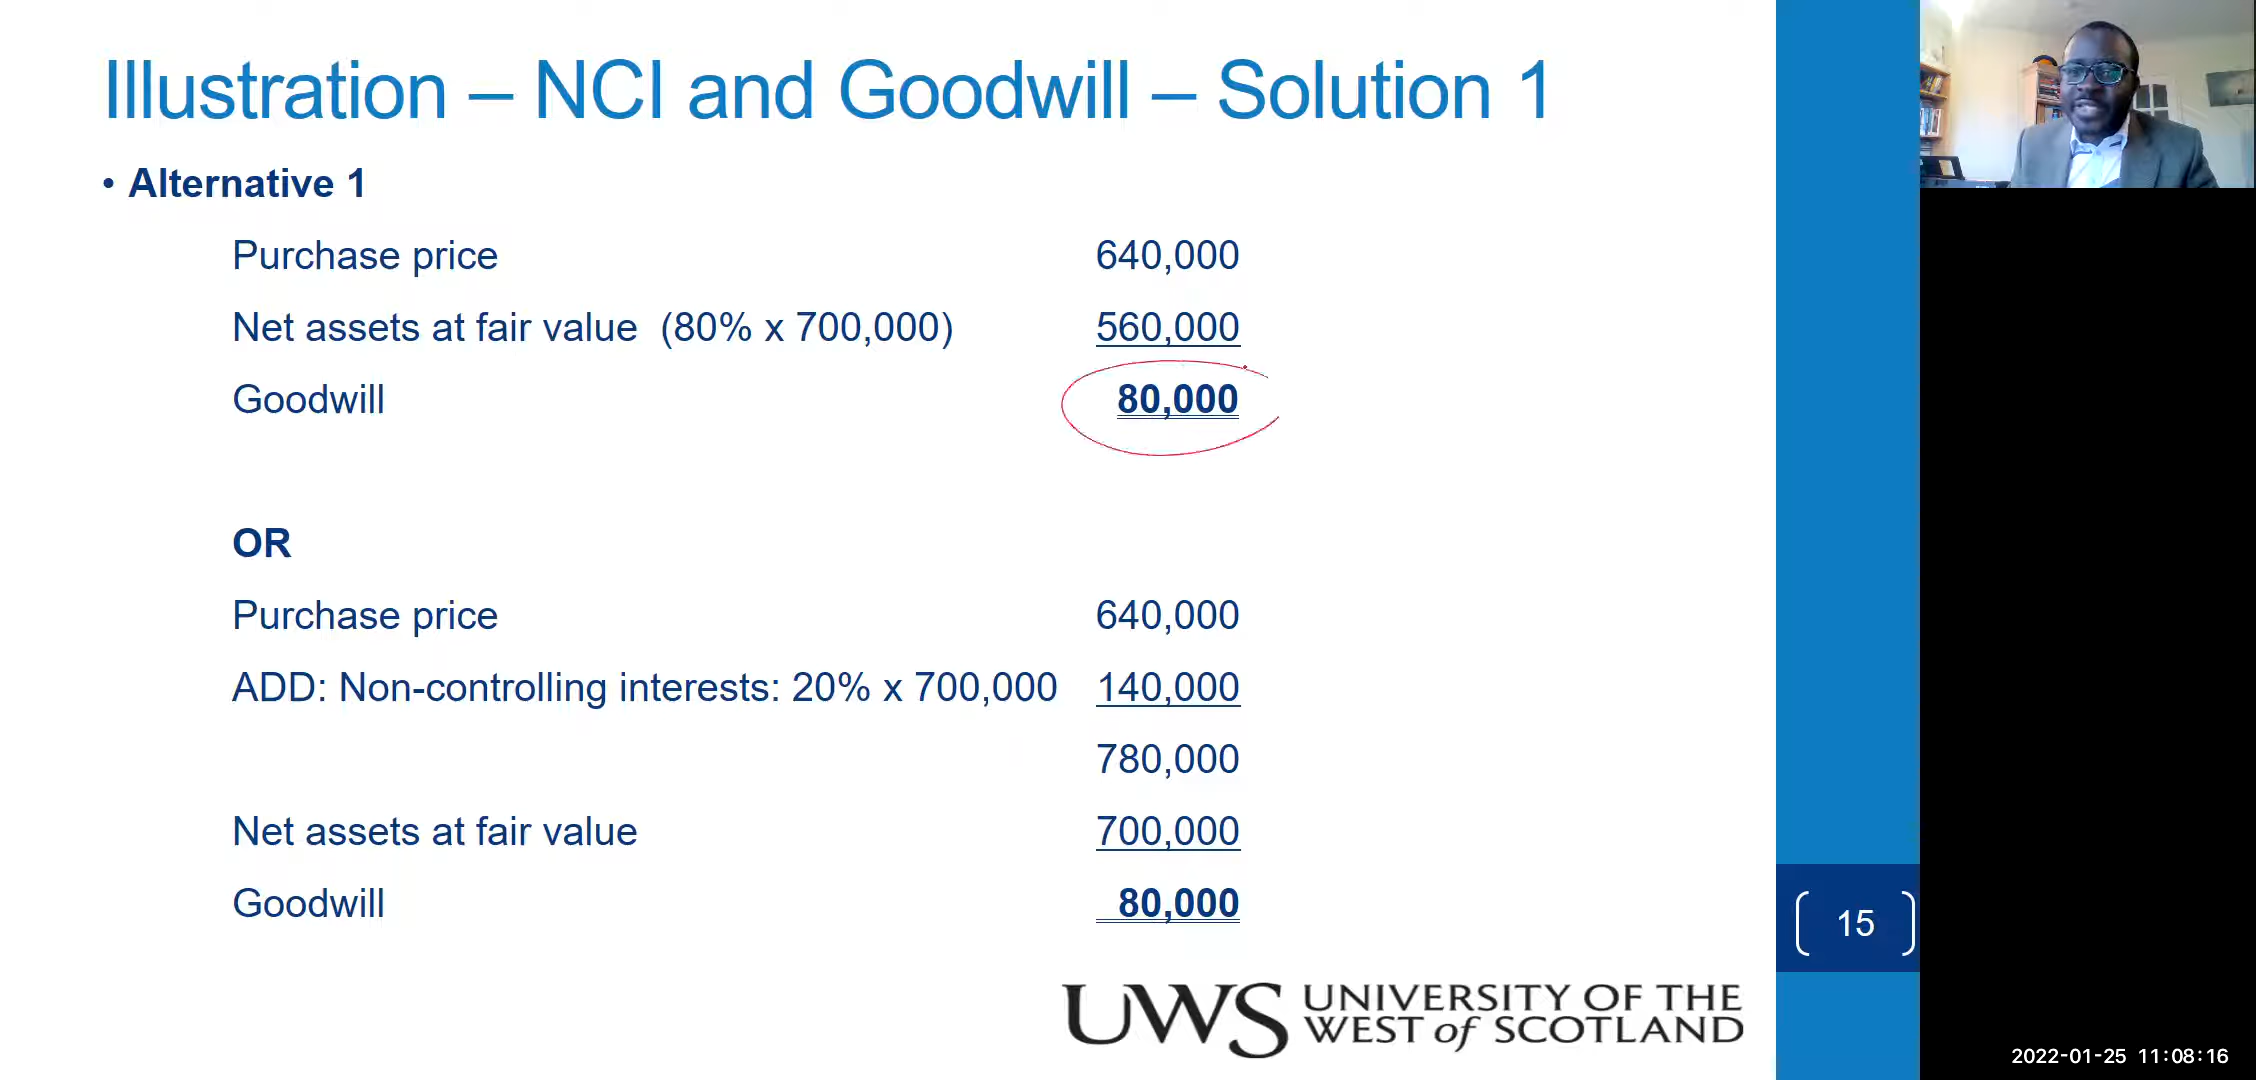 Illustration – NCI and Goodwill – Solution 1
• Alternative 1
Purchase price 640,000
Net assets at fair value (80% x 700,000) 560,000
Goodwill 80,000
OR
Purchase price 640,000
ADD: Non-controlling interests: 20% x 700,000 140,000
780,000
Net assets at fair value 700,000
Goodwill 80,000
15
UWS UNIVERSITY OF THE
WEST of SCOTLAND
2022-01-25 11:08:16